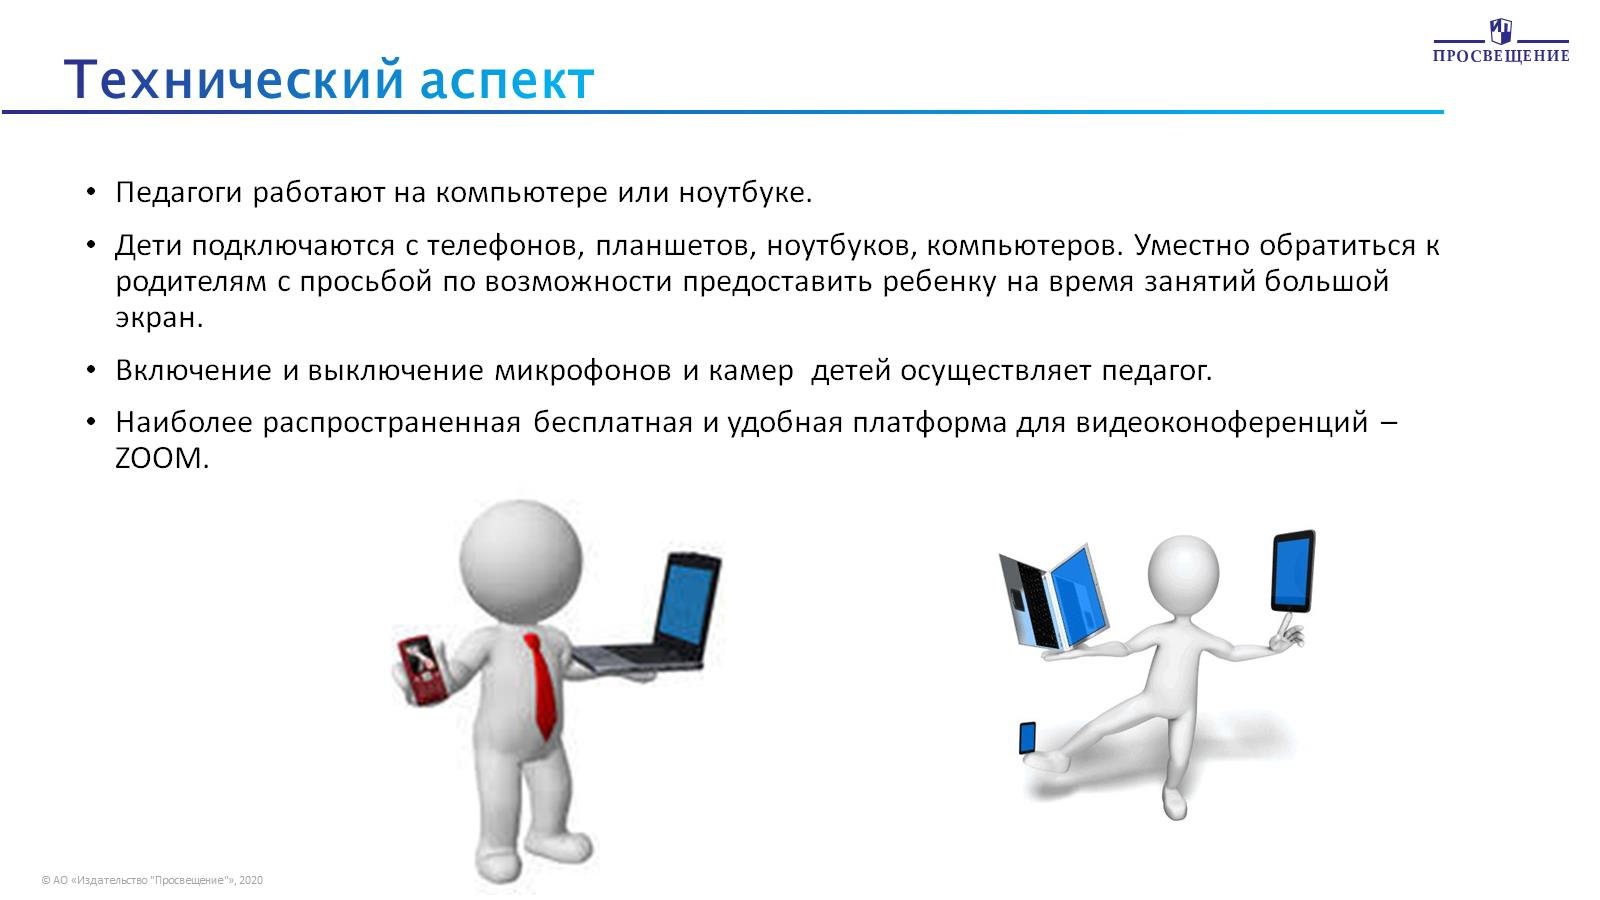 Технический аспект
ИП
ПРОСВЕЩЕНИЕ
• Педагоги работают на компьютере или ноутбуке.
• Дети подключаются с телефонов, планшетов, ноутбуков, компьютеров. Уместно обратиться к
родителям с просьбой по возможности предоставить ребенку на время занятий большой
экран.
• Включение и выключение микрофонов и камер  детей осуществляет педагог.
• Наиболее распространенная бесплатная и удобная платформа для видеоконоференций –
ZOOM.
© АО «Издательство "Просвещение"», 2020